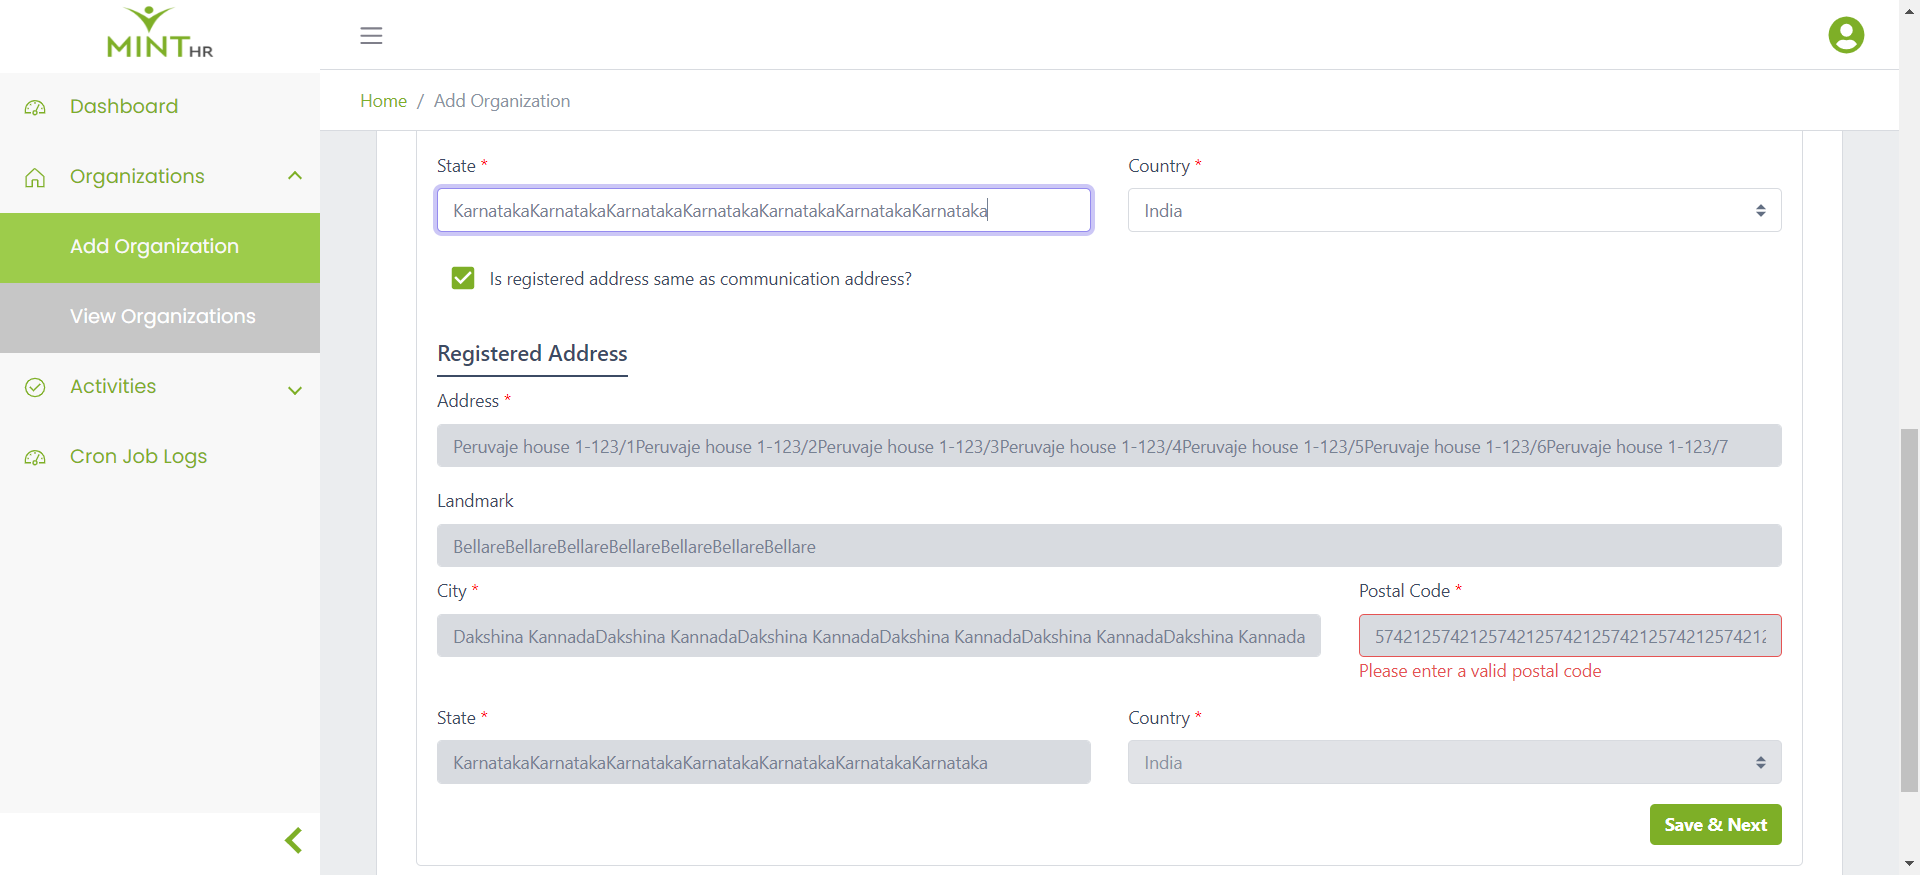 MINT HR
Home / Add Organization
Dashboard
Organizations
Add Organization
View Organizations
Activities
Cron Job Logs
State * Country *
KarnatakaKarnatakaKarnatakaKarnatakaKarnatakaKarnatakaKarnataka India
Is registered address same as communication address?
Registered Address
Address *
Peruvaje house 1-123/1Peruvaje house 1-123/2Peruvaje house 1-123/3Peruvaje house 1-123/4Peruvaje house 1-123/5Peruvaje house 1-123/6Peruvaje house 1-123/7
Landmark
BellareBellareBellareBellareBellareBellareBellare
City * Postal Code *
Dakshina KannadaDakshina KannadaDakshina KannadaDakshina KannadaDakshina KannadaDakshina Kannada 574212574212574212574212574212574212574212
Please enter a valid postal code
State * Country *
KarnatakaKarnatakaKarnatakaKarnatakaKarnatakaKarnatakaKarnataka India
Save & Next